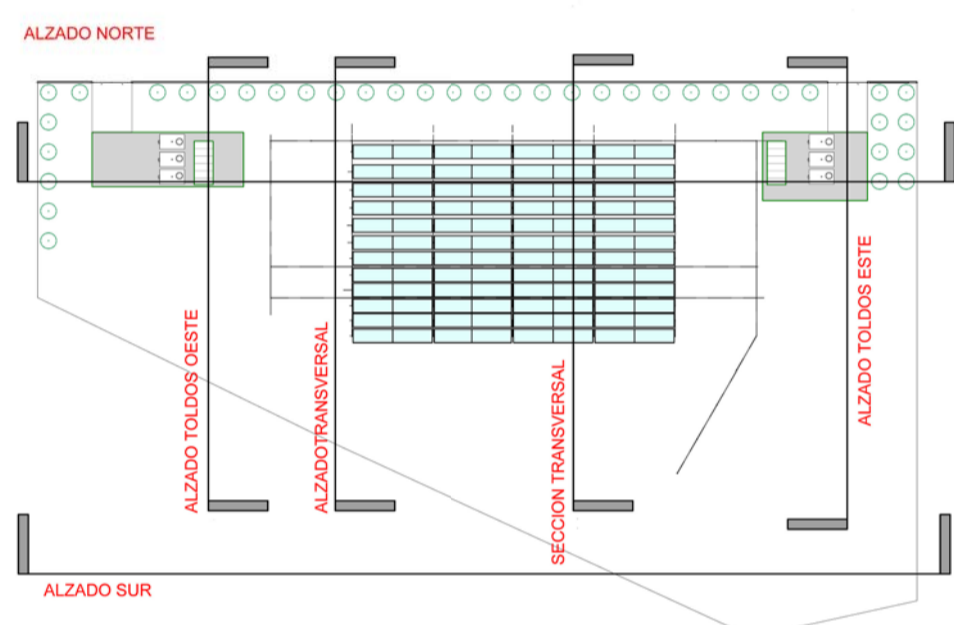 ALZADO NORTE
ALZADO TOLDOS OESTE
ALZADOTRANSVERSAL
SECCION TRANSVERSAL
ALZADO TOLDOS ESTE
ALZADO SUR